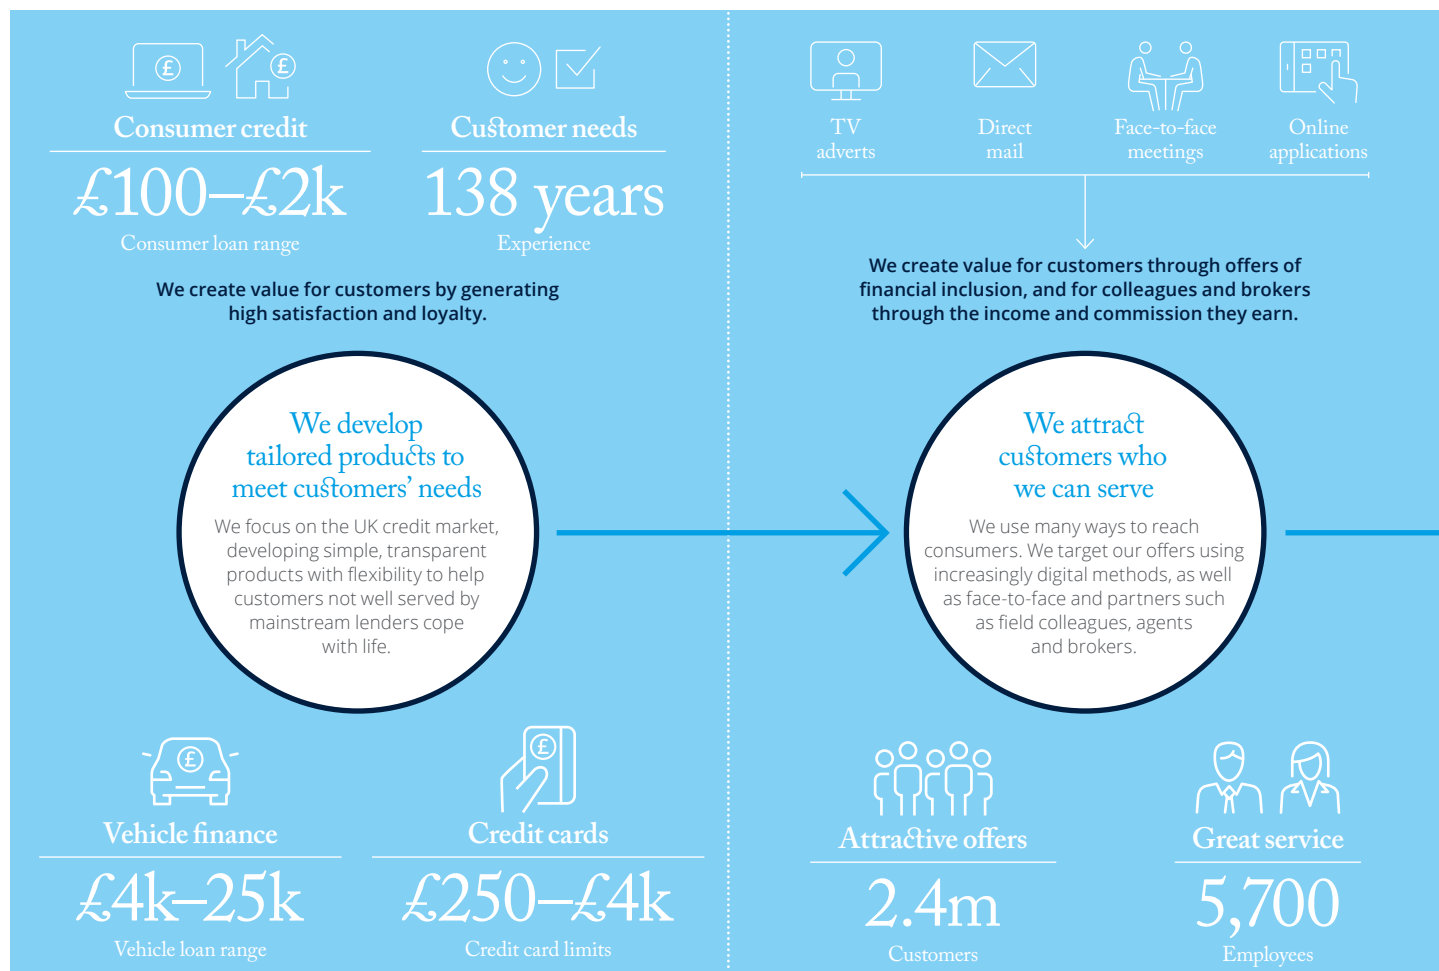 £
£
Consumer credit
£100–£2k
Consumer loan range
Customer needs
138 years
Experience
We create value for customers by generating
high satisfaction and loyalty.
We develop
tailored products to
meet customers’ needs
We focus on the UK credit market,
developing simple, transparent
products with flexibility to help
customers not well served by
mainstream lenders cope
with life.
£
Vehicle finance
£4k–25k
Vehicle loan range
£
Credit cards
£250–£4k
Credit card limits
TV
adverts
Direct
mail
Face-to-face
meetings
Online
applications
We create value for customers through offers of
financial inclusion, and for colleagues and brokers
through the income and commission they earn.
We attract
customers who
we can serve
We use many ways to reach
consumers. We target our offers using
increasingly digital methods, as well
as face-to-face and partners such
as field colleagues, agents
and brokers.
Attractive offers
2.4m
Customers
Great service
5,700
Employees